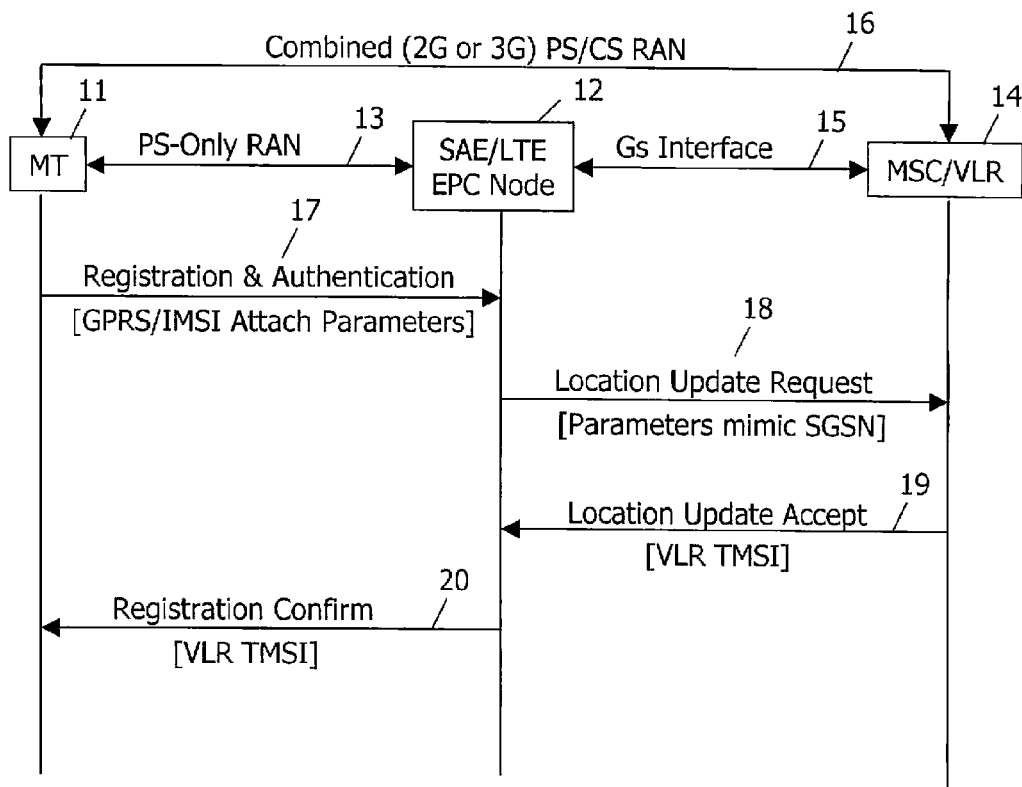 Combined (2G or 3G) PS/CS RAN
16
11
12
14
13
PS-Only RAN
15
Gs Interface
MT
SAE/LTE
EPC Node
MSC/VLR
17
Registration & Authentication
[GPRS/IMSI Attach Parameters]
18
Location Update Request
[Parameters mimic SGSN]
19
Location Update Accept
[VLR TMSI]
20
Registration Confirm
[VLR TMSI]